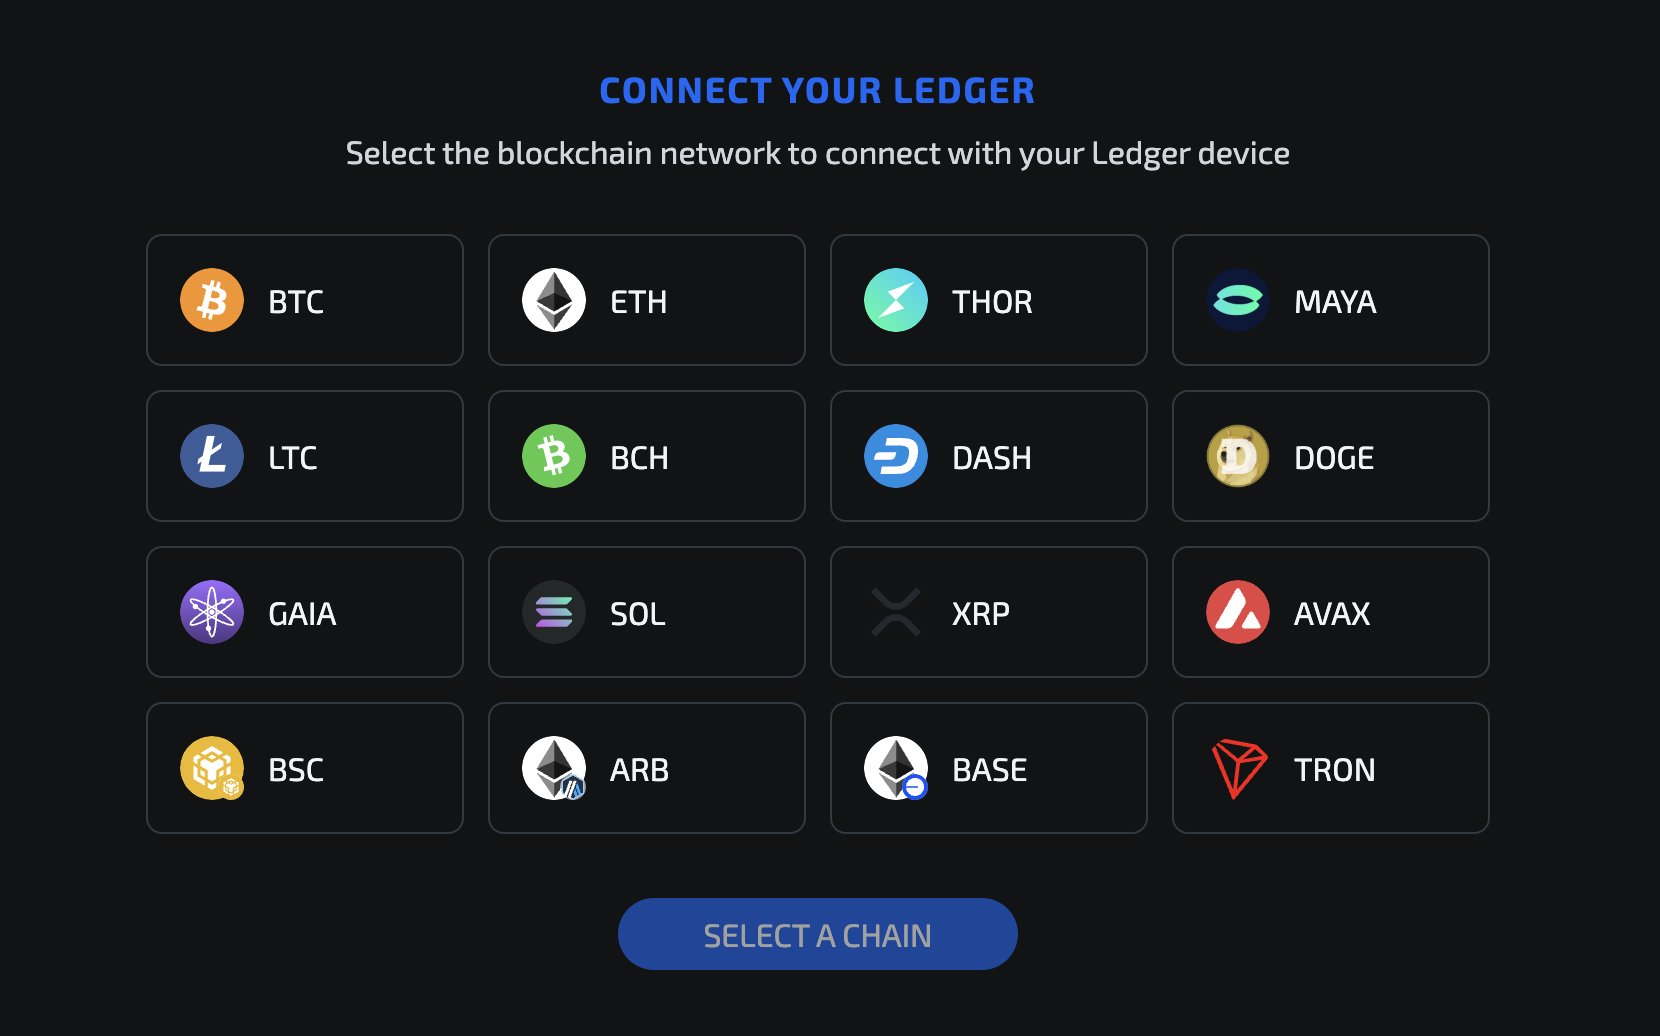 CONNECT YOUR LEDGER
Select the blockchain network to connect with your Ledger device
BTC
ETH
THOR
MAYA
LTC
BCH
DASH
DOGE
GAIA
SOL
XRP
AVAX
BSC
ARB
BASE
TRON
SELECT A CHAIN